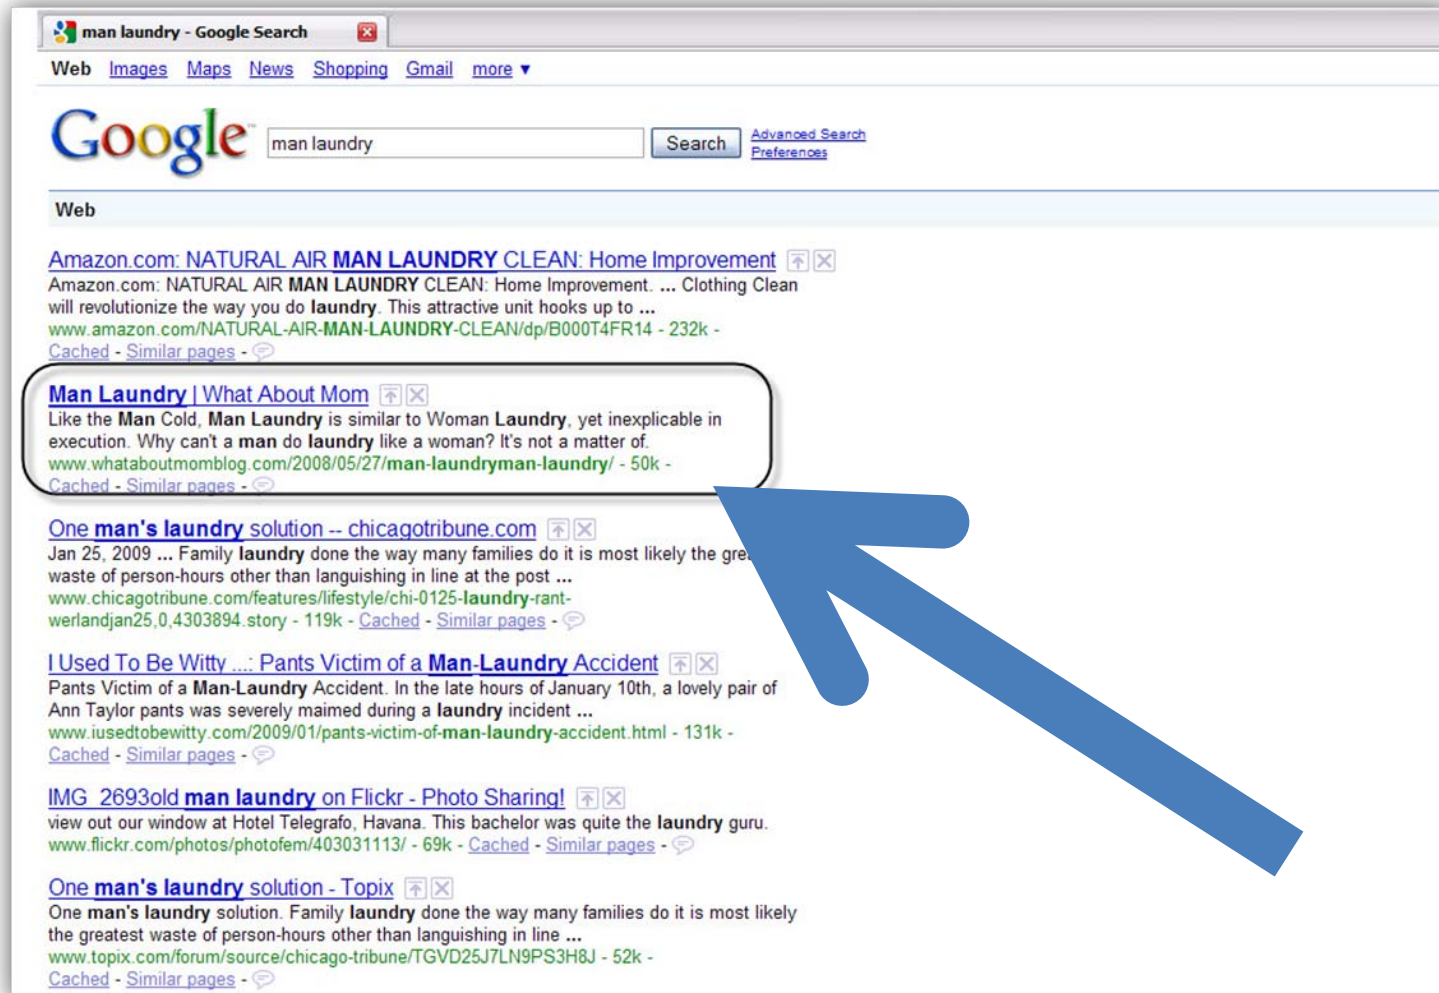 man laundry - Google Search
Web Images Maps News Shopping Gmail more ▼
Google™ man laundry Search Advanced Search
Preferences
Web
Amazon.com: NATURAL AIR MAN LAUNDRY CLEAN: Home Improvement
Amazon.com: NATURAL AIR MAN LAUNDRY CLEAN: Home Improvement. ... Clothing Clean
will revolutionize the way you do laundry. This attractive unit hooks up to ...
www.amazon.com/NATURAL-AIR-MAN-LAUNDRY-CLEAN/dp/B000T4FR14 - 232k -
Cached - Similar pages -
Man Laundry | What About Mom
Like the Man Cold, Man Laundry is similar to Woman Laundry, yet inexplicable in
execution. Why can't a man do laundry like a woman? It's not a matter of.
www.whataboutmomblog.com/2008/05/27/man-laundryman-laundry/ - 50k -
Cached - Similar pages -
One man's laundry solution -- chicagotribune.com
Jan 25, 2009 ... Family laundry done the way many families do it is most likely the
waste of person-hours other than languishing in line at the post ...
www.chicagotribune.com/features/lifestyle/chi-0125-laundry-rant-
werlandjan25,0,4303894.story - 119k - Cached - Similar pages -
I Used To Be Witty ...: Pants Victim of a Man-Laundry Accident
Pants Victim of a Man-Laundry Accident. In the late hours of January 10th, a lovely pair of
Ann Taylor pants was severely maimed during a laundry incident ...
www.iusedtobewitty.com/2009/01/pants-victim-of-man-laundry-accident.html - 131k -
Cached - Similar pages -
IMG_2693old man laundry on Flickr - Photo Sharing!
view out our window at Hotel Telegrafo, Havana. This bachelor was quite the laundry guru.
www.flickr.com/photos/photofem/403031113/ - 69k - Cached - Similar pages -
One man's laundry solution - Topix
One man's laundry solution. Family laundry done the way many families do it is most likely
the greatest waste of person-hours other than languishing in line ...
www.topix.com/forum/source/chicago-tribune/TGVD25J7LN9PS3H8J - 52k -
Cached - Similar pages -